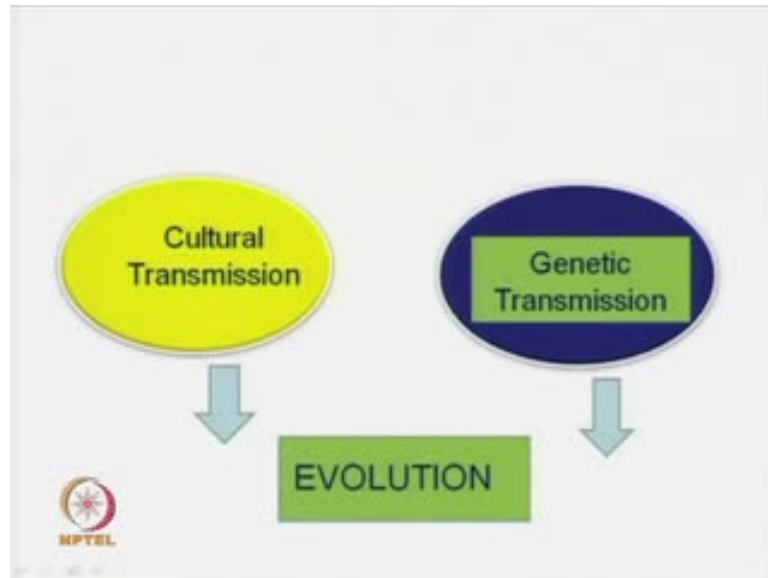 Cultural
Transmission
Genetic
Transmission
EVOLUTION
NPTEL